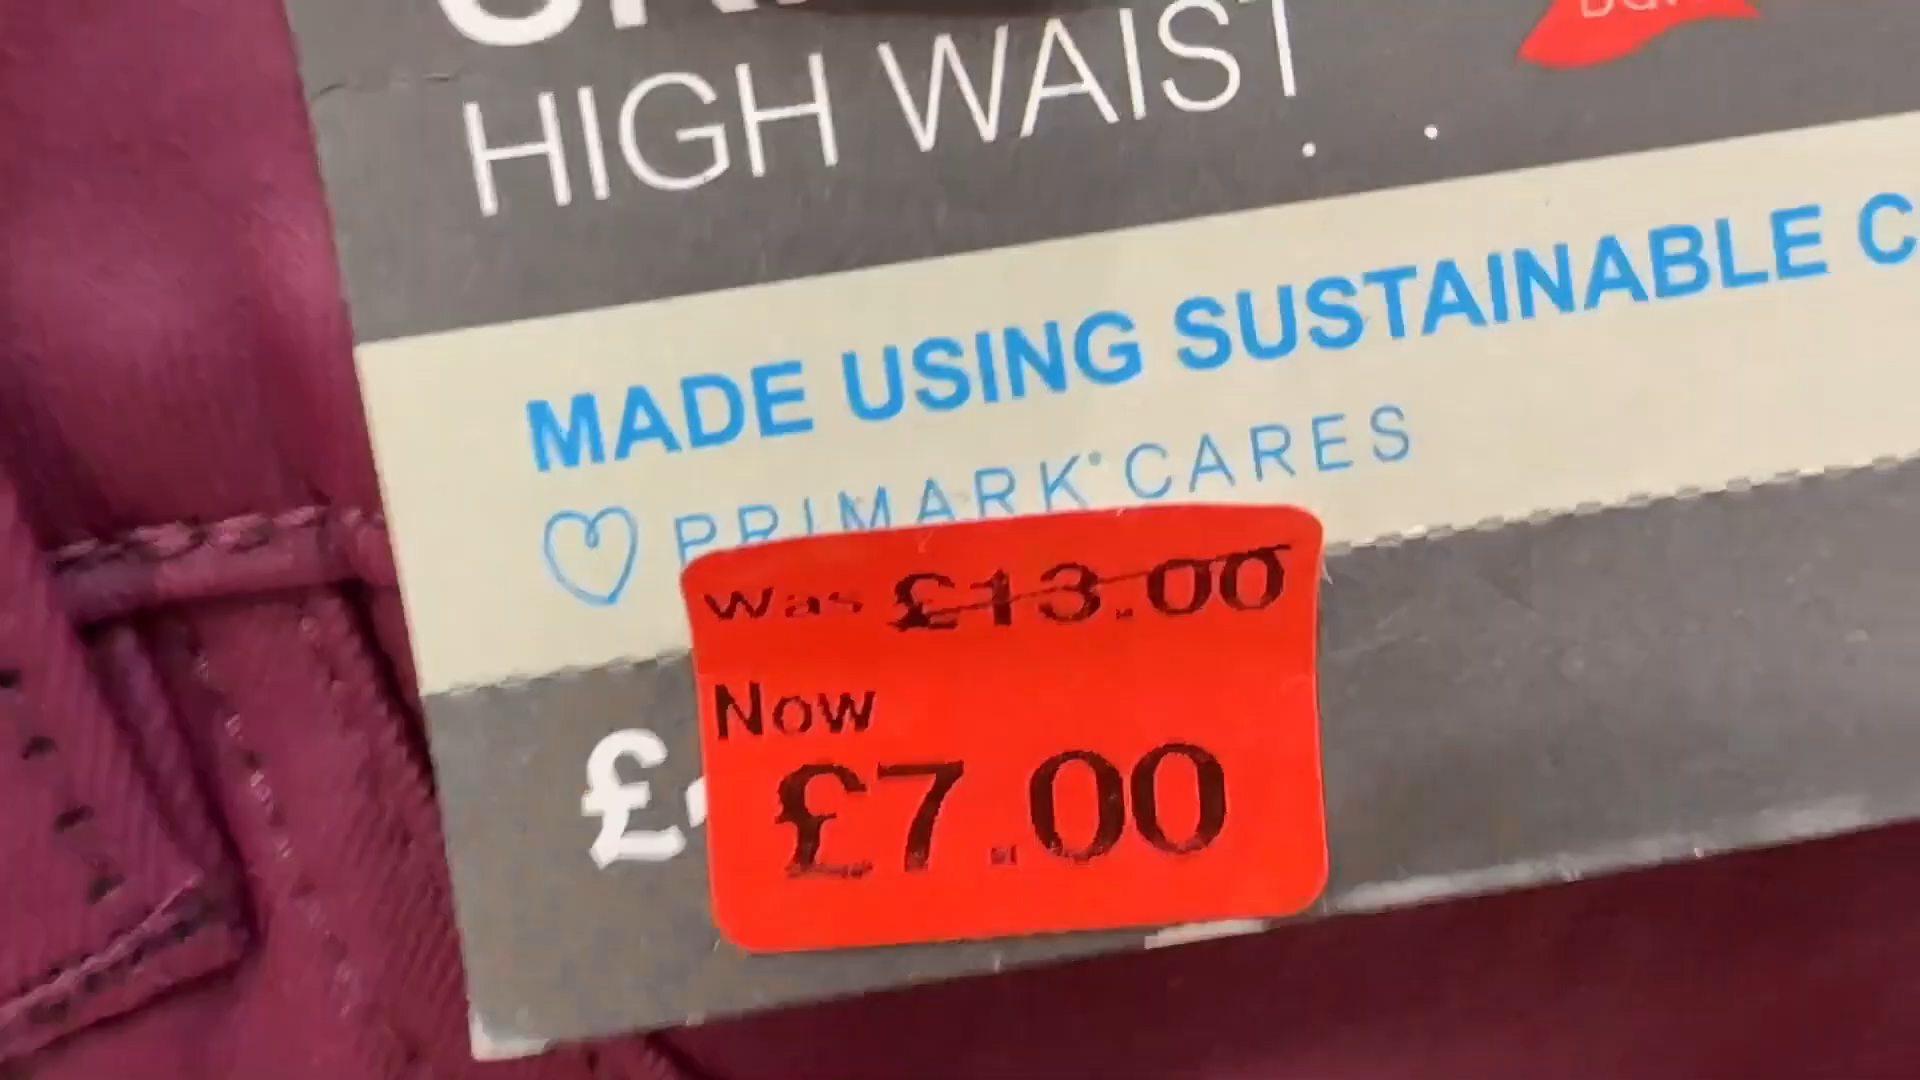 HIGH WAIST
MADE USING SUSTAINABLE
PRIMARK CARES
Was £13.00
Now
£7.00
£